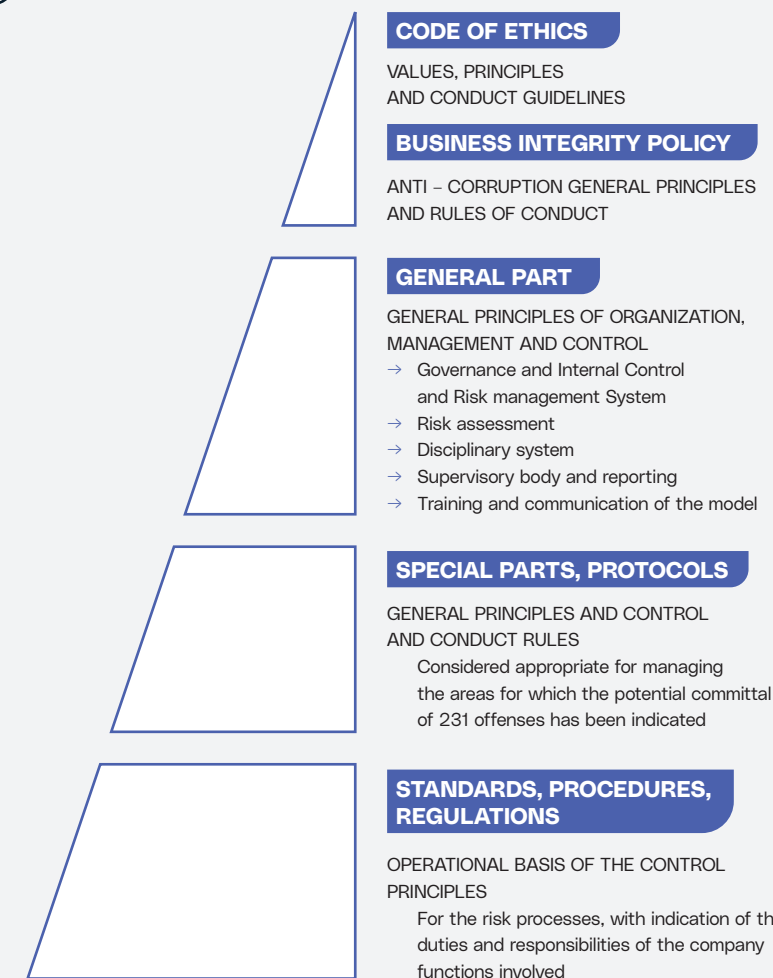 CODE OF ETHICS
VALUES, PRINCIPLES
AND CONDUCT GUIDELINES
BUSINESS INTEGRITY POLICY
ANTI – CORRUPTION GENERAL PRINCIPLES
AND RULES OF CONDUCT
GENERAL PART
GENERAL PRINCIPLES OF ORGANIZATION,
MANAGEMENT AND CONTROL
→ Governance and Internal Control
and Risk management System
→ Risk assessment
→ Disciplinary system
→ Supervisory body and reporting
→ Training and communication of the model
SPECIAL PARTS, PROTOCOLS
GENERAL PRINCIPLES AND CONTROL
AND CONDUCT RULES
Considered appropriate for managing
the areas for which the potential committal
of 231 offenses has been indicated
STANDARDS, PROCEDURES,
REGULATIONS
OPERATIONAL BASIS OF THE CONTROL
PRINCIPLES
For the risk processes, with indication of
duties and responsibilities of the company
functions involved